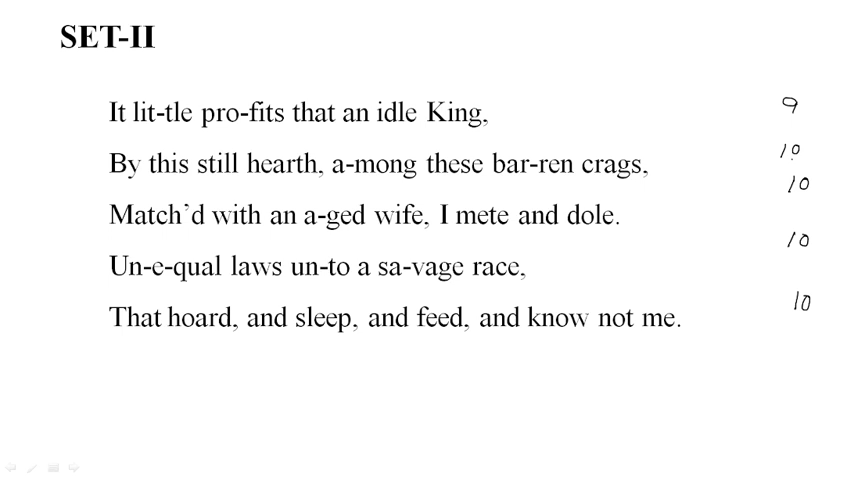 SET-II
It lit-tle pro-fits that an idle King, 9
By this still hearth, a-mong these bar-ren crags, 10
Match’d with an a-ged wife, I mete and dole. 10
Un-e-qual laws un-to a sa-vage race, 10
That hoard, and sleep, and feed, and know not me. 10